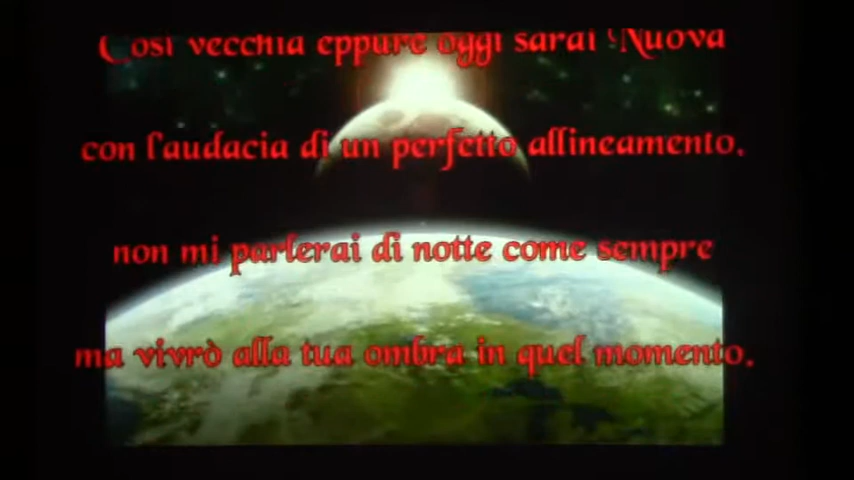 Così vecchia eppure oggi sarai Nuova
con l'audacia di un perfetto allineamento.
non mi parlerai di notte come sempre
ma vivrò alla tua ombra in quel momento.